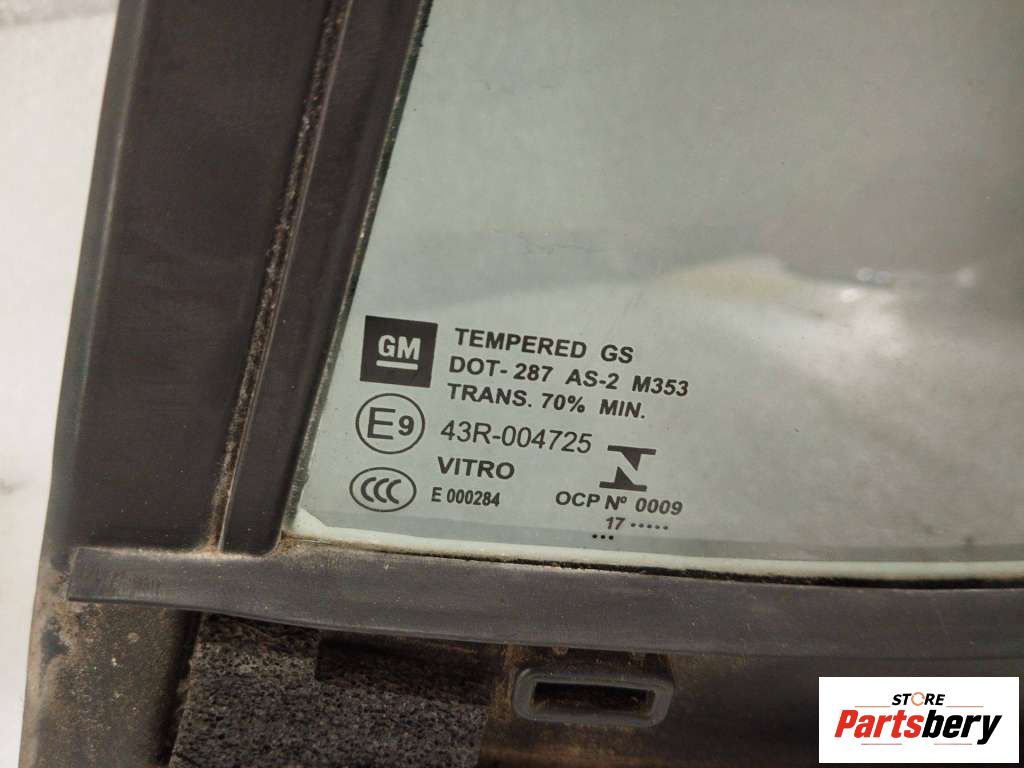 GM
TEMPERED GS
DOT- 287 AS-2 M353
TRANS. 70% MIN.
E9
43R-004725
VITRO
CCC
E 000284
N
OCP Nº 0009
17 •••••
•••
STORE
Partsbery